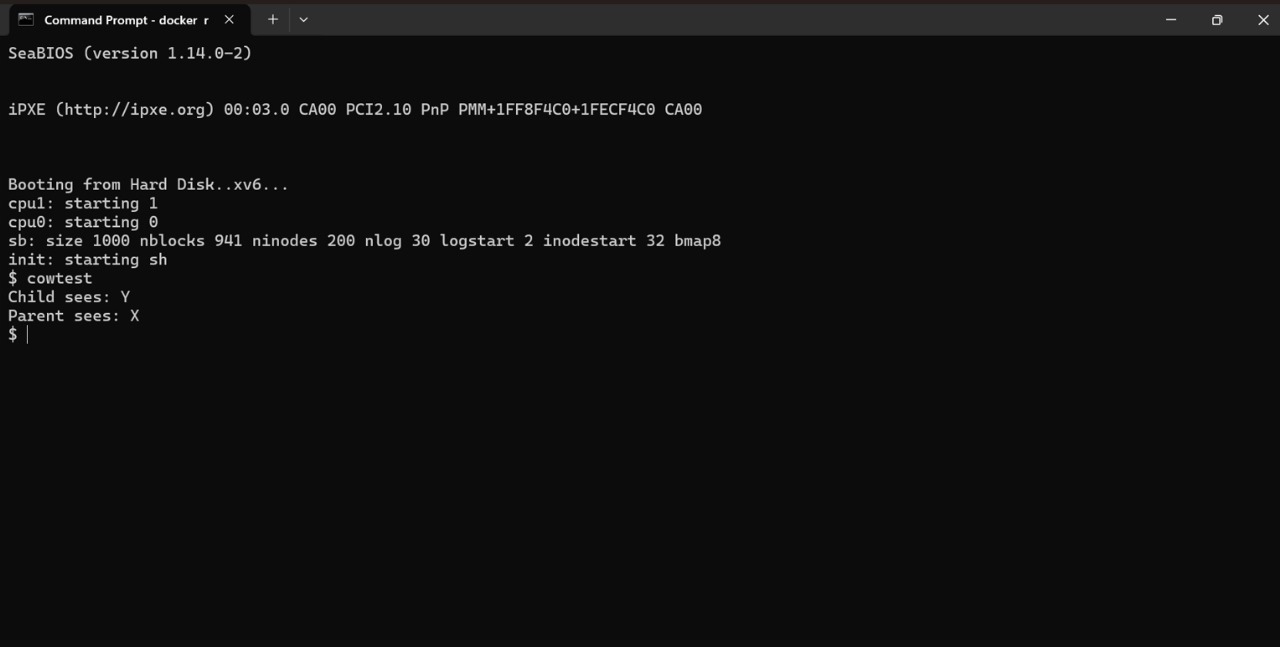 Command Prompt - docker r
SeaBIOS (version 1.14.0-2)
iPXE (http://ipxe.org) 00:03.0 CA00 PCI2.10 PnP PMM+1FF8F4C0+1FECF4C0 CA00
Booting from Hard Disk..xv6...
cpu1: starting 1
cpu0: starting 0
sb: size 1000 nblocks 941 ninodes 200 nlog 30 logstart 2 inodestart 32 bmap8
init: starting sh
$ cowtest
Child sees: Y
Parent sees: X
$